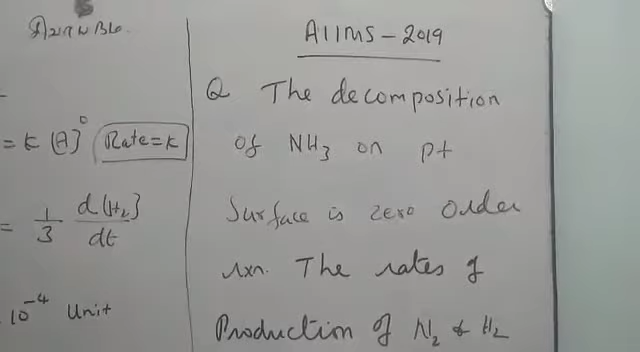 AIIMS - 2019
= k [A]⁰ Rate = k
= 1/3 d[H₂]/dt
10⁻⁴ Unit
Q The decomposition
of NH₃ on pt
Surface is zero order
rxn. The rates of
Production of N₂ & H₂